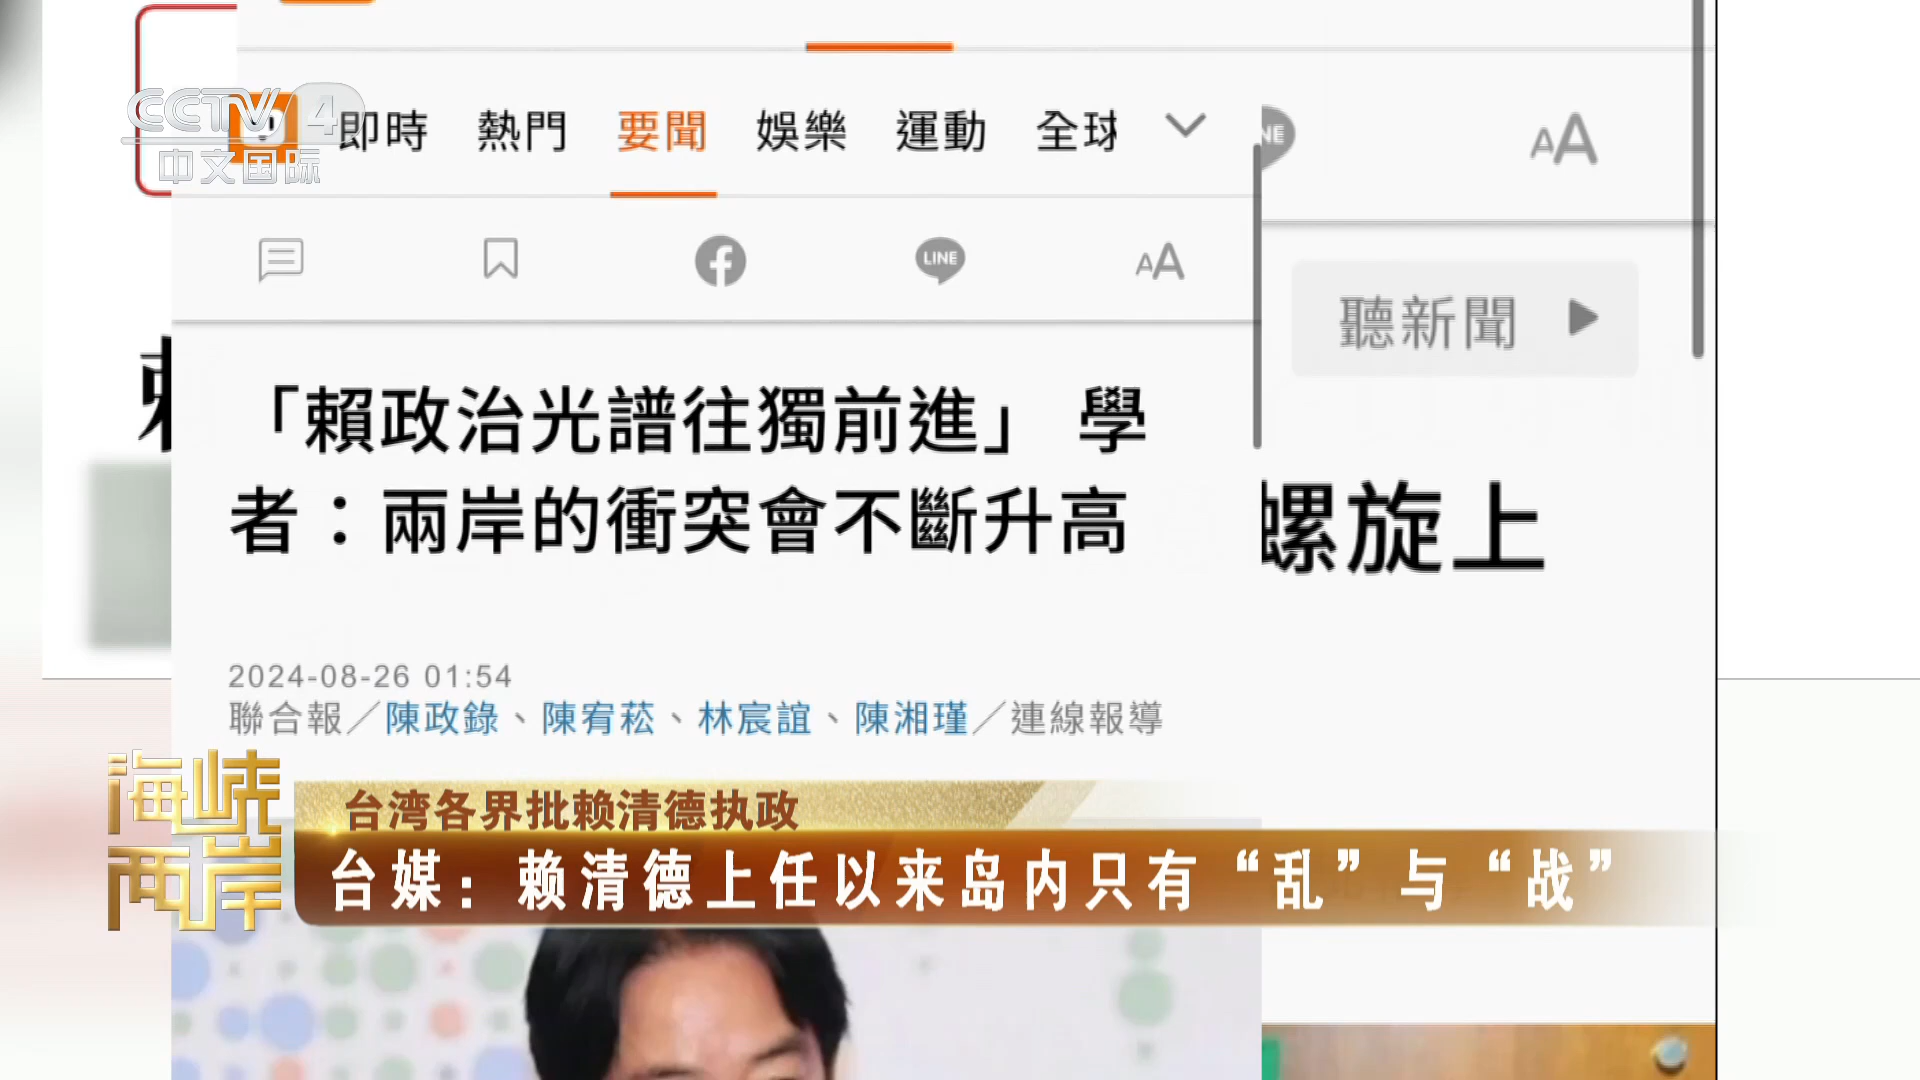 CCTV 4
中文国际
即時 熱門 要聞 娛樂 運動 全球
NE
AA
LINE
AA
聽新聞
「賴政治光譜往獨前進」 學
者：兩岸的衝突會不斷升高
螺旋上
2024-08-26 01:54
聯合報／陳政錄、陳宥菘、林宸誼、陳湘瑾／連線報導
海峡
两岸
台湾各界批赖清德执政
台媒：赖清德上任以来岛内只有“乱”与“战”